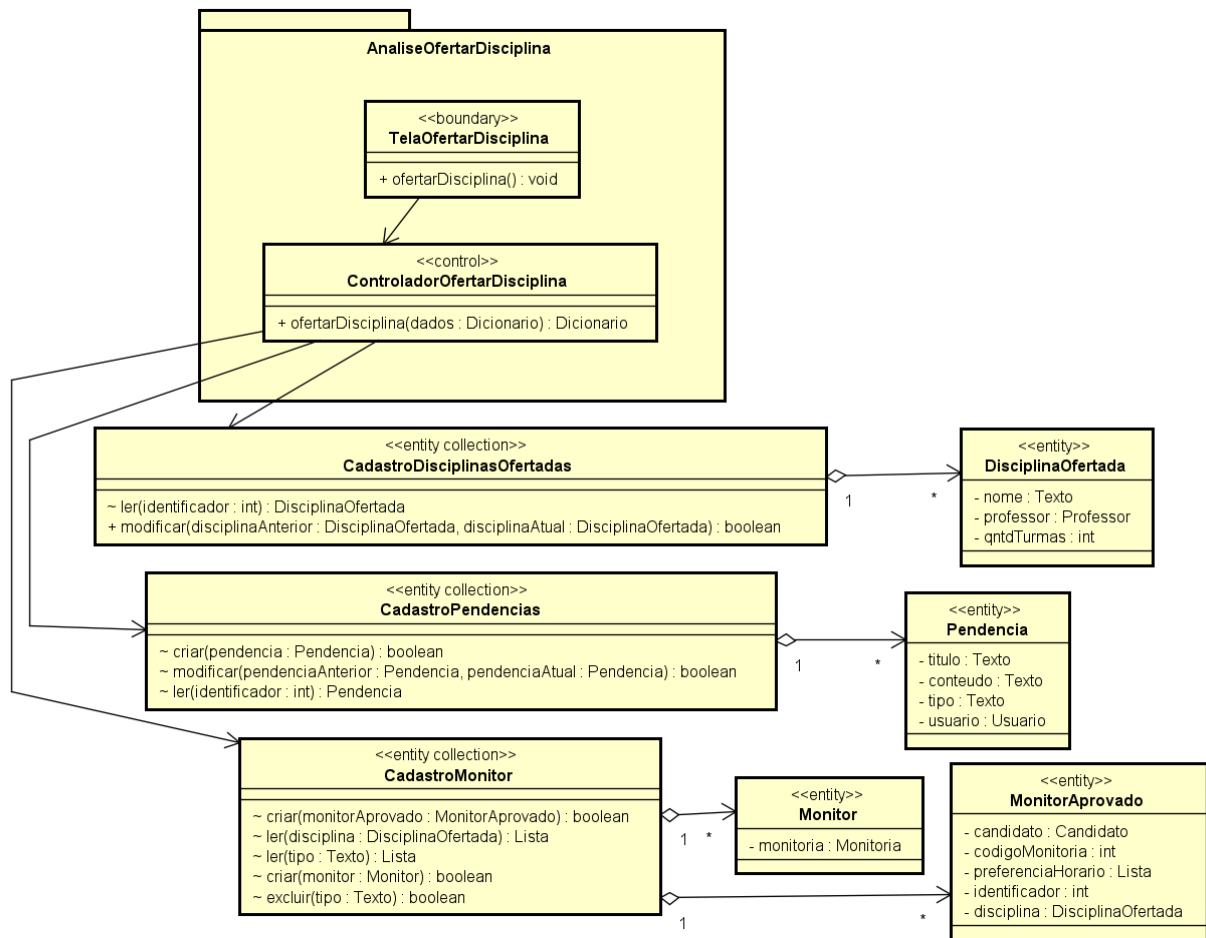 AnaliseOfertarDisciplina
<<boundary>>
TelaOfertarDisciplina
+ ofertarDisciplina() : void
<<control>>
ControladorOfertarDisciplina
+ ofertarDisciplina(dados : Dicionario) : Dicionario
<<entity collection>>
CadastroDisciplinasOfertadas
~ ler(identificador : int) : DisciplinaOfertada
+ modificar(disciplinaAnterior : DisciplinaOfertada, disciplinaAtual : DisciplinaOfertada) : boolean
1
*
<<entity>>
DisciplinaOfertada
- nome : Texto
- professor : Professor
- qntdTurmas : int
<<entity collection>>
CadastroPendencias
~ criar(pendencia : Pendencia) : boolean
~ modificar(pendenciaAnterior : Pendencia, pendenciaAtual : Pendencia) : boolean
~ ler(identificador : int) : Pendencia
1
*
<<entity>>
Pendencia
- titulo : Texto
- conteudo : Texto
- tipo : Texto
- usuario : Usuario
<<entity collection>>
CadastroMonitor
~ criar(monitorAprovado : MonitorAprovado) : boolean
~ ler(disciplina : DisciplinaOfertada) : Lista
~ ler(tipo : Texto) : Lista
~ criar(monitor : Monitor) : boolean
~ excluir(tipo : Texto) : boolean
1
*
<<entity>>
Monitor
- monitoria : Monitoria
1
*
<<entity>>
MonitorAprovado
- candidato : Candidato
- codigoMonitoria : int
- preferenciaHorario : Lista
- identificador : int
- disciplina : DisciplinaOfertada